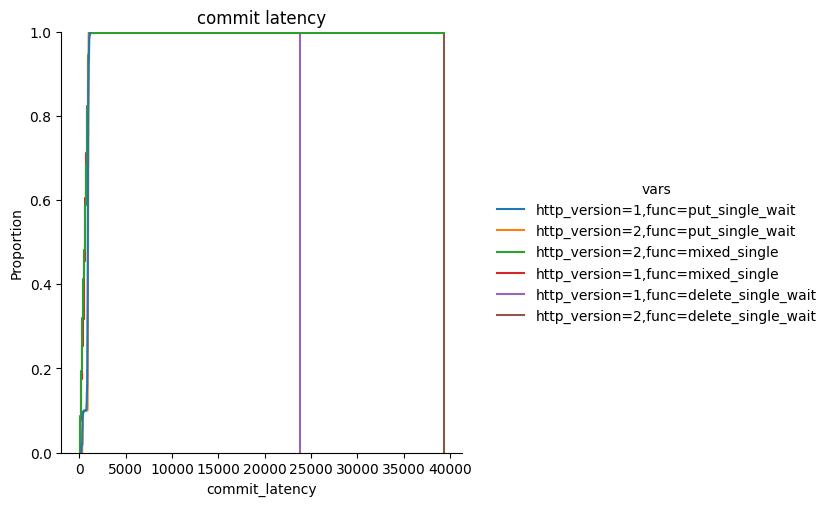 commit latency
1.0
0.8
0.6
0.4
0.2
0.0
Proportion
0 5000 10000 15000 20000 25000 30000 35000 40000
commit_latency
vars
http_version=1,func=put_single_wait
http_version=2,func=put_single_wait
http_version=2,func=mixed_single
http_version=1,func=mixed_single
http_version=1,func=delete_single_wait
http_version=2,func=delete_single_wait